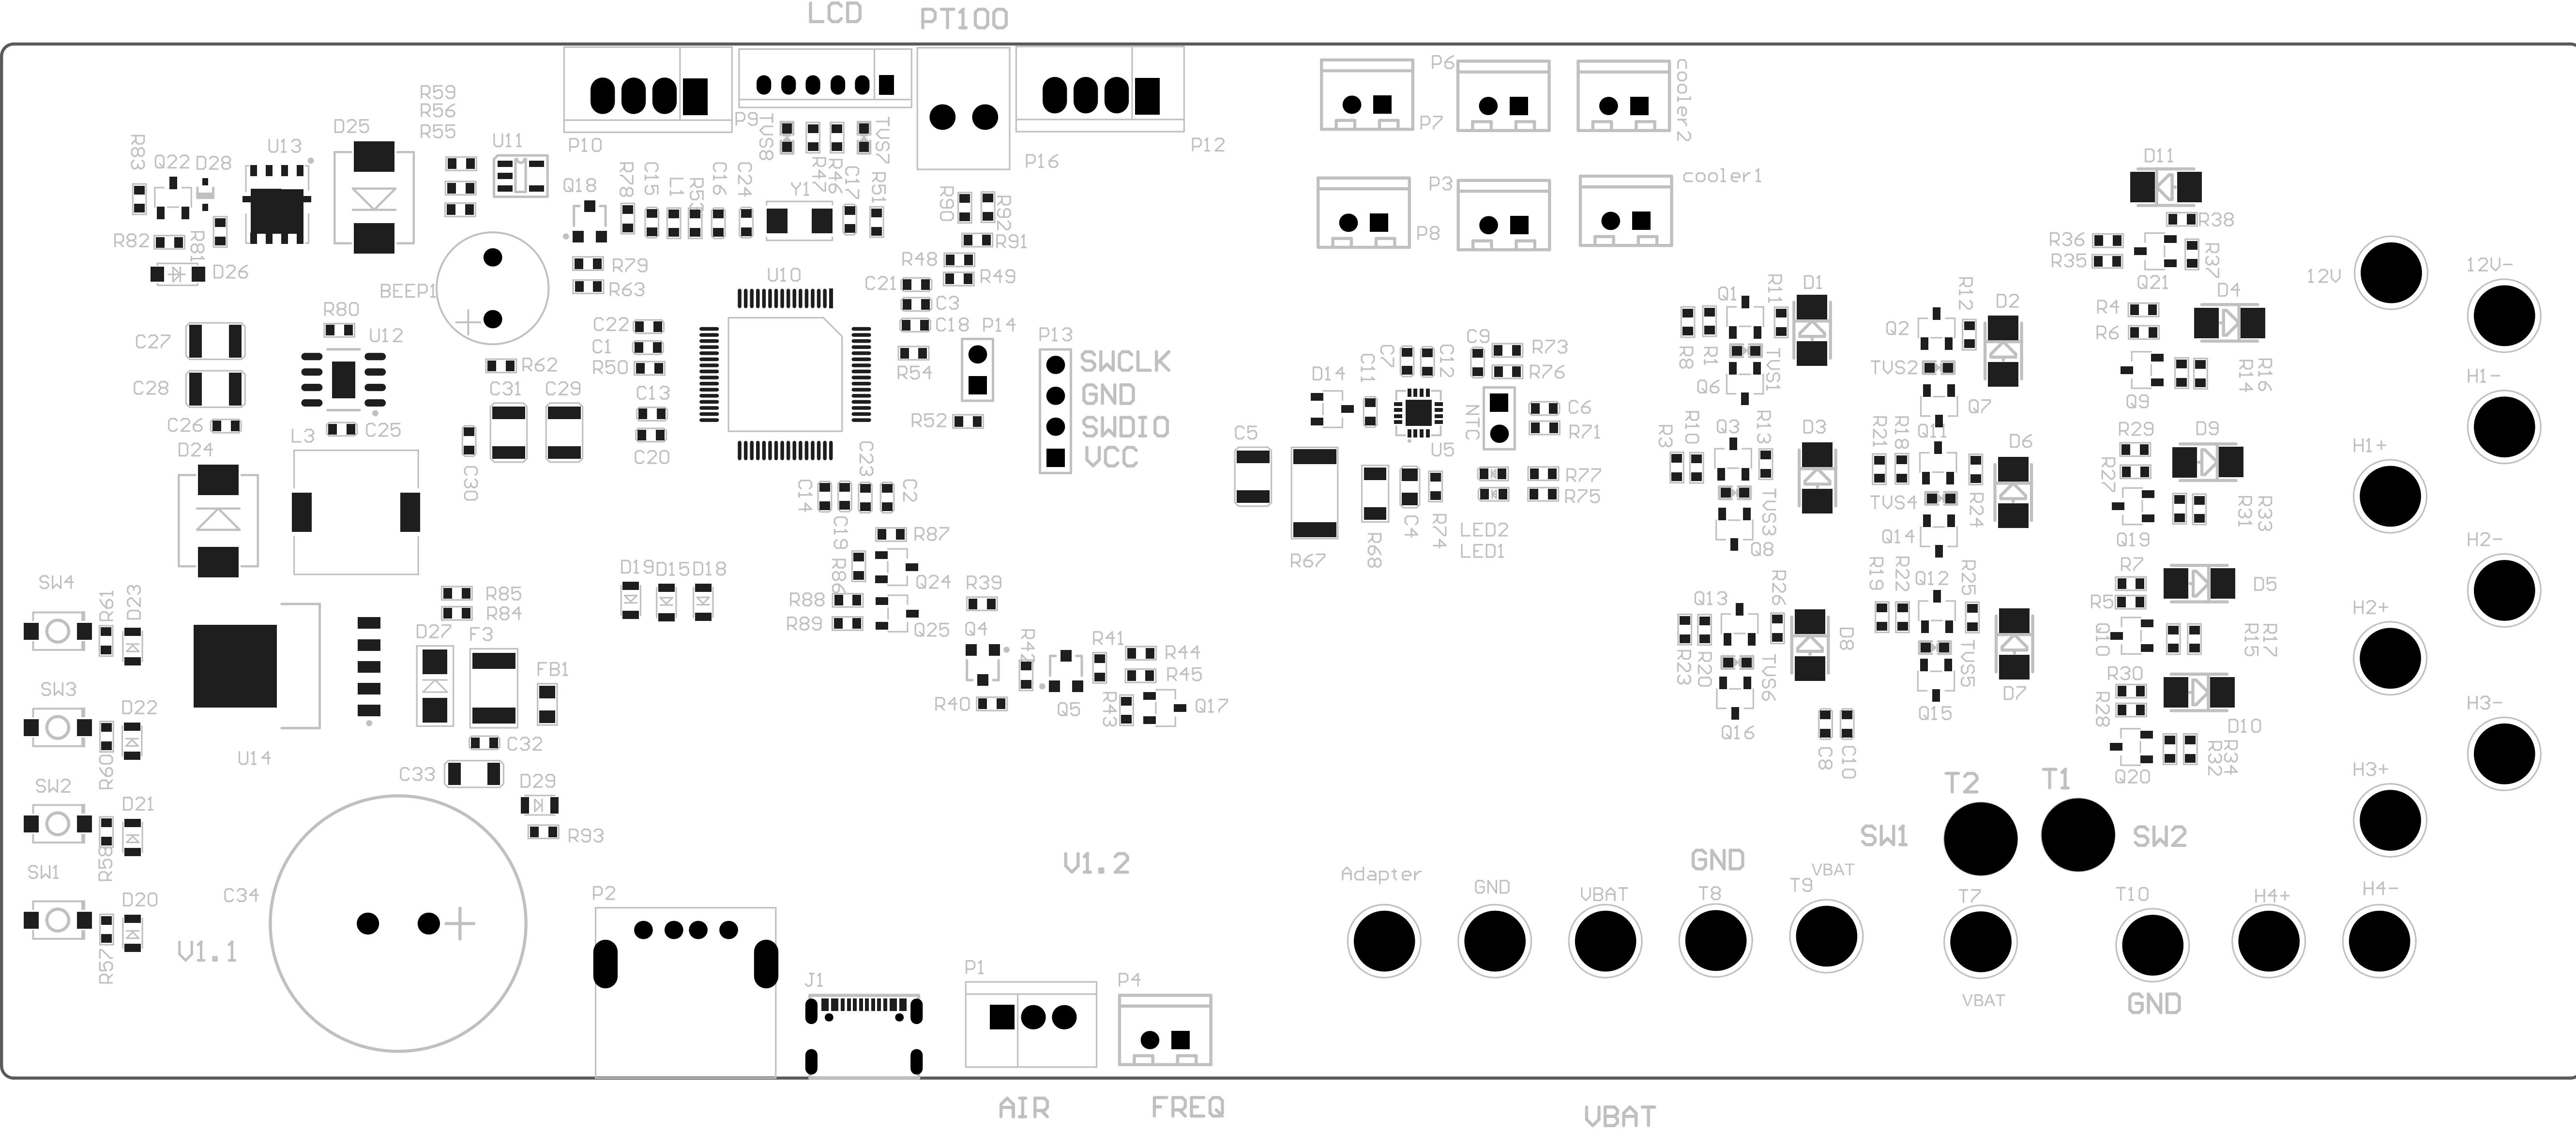 LCD
PT100
R59
R56
R55
D25
U13
R83
Q22
D28
U11
P10
P9
TVS8
R47
R46
TVS7
P16
P12
P6
P7
cooler2
D11
R82
R81
D26
Q18
R78
C15
L1
R53
C16
C24
Y1
C17
R51
R90
R92
R91
P3
P8
cooler1
R38
R36
R35
R37
Q21
12V
12V-
BEEP1
R79
R63
U10
R48
R49
C21
C3
C18
P14
P13
R80
U12
C27
C28
C26
C25
R62
C31
C29
C22
C1
R50
C13
C20
R54
R52
SWCLK
GND
SWDIO
VCC
C9
R73
R76
C7
C12
D14
C11
NTC
C6
R71
U5
Q1
R11
D1
R8
R1
TVS1
Q6
R12
D2
Q2
TVS2
Q7
R4
R6
D4
Q9
R14
R16
H1-
D24
L3
C30
C23
C14
C19
C2
C5
R67
R68
C4
R74
R77
R75
LED2
LED1
R3
R10
Q3
R13
D3
TVS3
Q8
R21
R18
Q11
D6
TVS4
R24
Q14
R29
D9
R27
Q19
R31
R33
H1+
H2-
SW4
R61
D23
R85
R84
D27
F3
FB1
D19
D15
D18
R87
R86
Q24
R88
R89
Q25
R39
Q4
R42
R41
R44
R45
R40
Q5
R43
Q17
Q13
R26
D8
R23
R20
TVS6
Q16
R19
R22
Q12
R25
TVS5
D7
Q15
C8
C10
R7
D5
R5
Q10
R15
R17
R30
R28
D10
Q20
R32
R34
H2+
H3-
SW3
D22
R60
U14
C32
C33
D29
R93
SW2
D21
R58
SW1
D20
R57
C34
V1.1
P2
J1
P1
P4
V1.2
T2
T1
SW1
SW2
H3+
Adapter
GND
VBAT
GND
T8
T9
VBAT
T7
VBAT
T10
GND
H4+
H4-
AIR
FREQ
VBAT